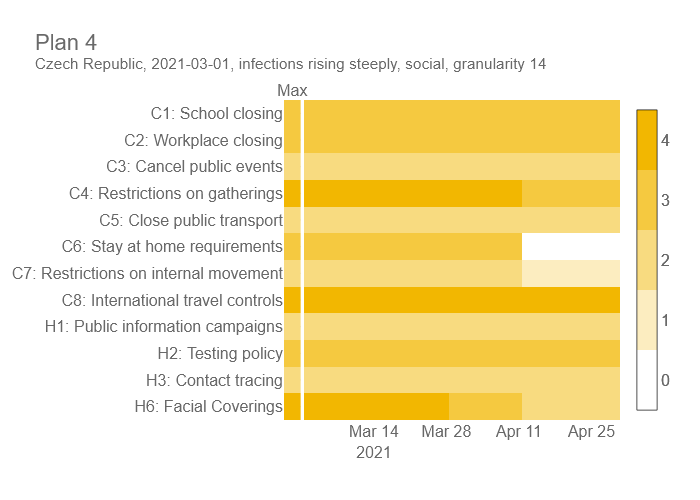 Plan 4
Czech Republic, 2021-03-01, infections rising steeply, social, granularity 14
Max
C1: School closing
C2: Workplace closing
C3: Cancel public events
C4: Restrictions on gatherings
C5: Close public transport
C6: Stay at home requirements
C7: Restrictions on internal movement
C8: International travel controls
H1: Public information campaigns
H2: Testing policy
H3: Contact tracing
H6: Facial Coverings
Mar 14 Mar 28 Apr 11 Apr 25
2021
4
3
2
1
0